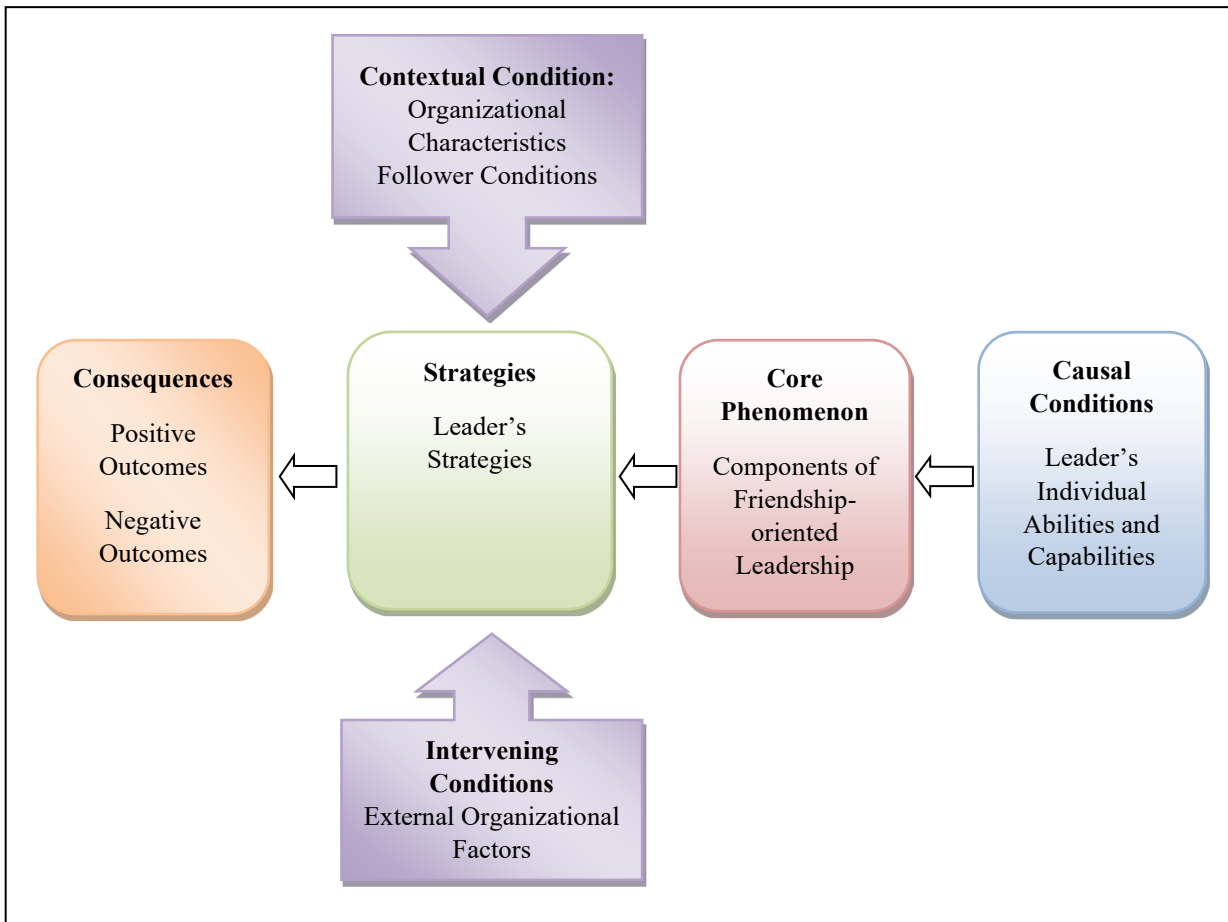 Contextual Condition:
Organizational
Characteristics
Follower Conditions
Consequences
Positive
Outcomes
Negative
Outcomes
Strategies
Leader’s
Strategies
Core
Phenomenon
Components of
Friendship-
oriented
Leadership
Causal
Conditions
Leader’s
Individual
Abilities and
Capabilities
Intervening
Conditions
External Organizational
Factors